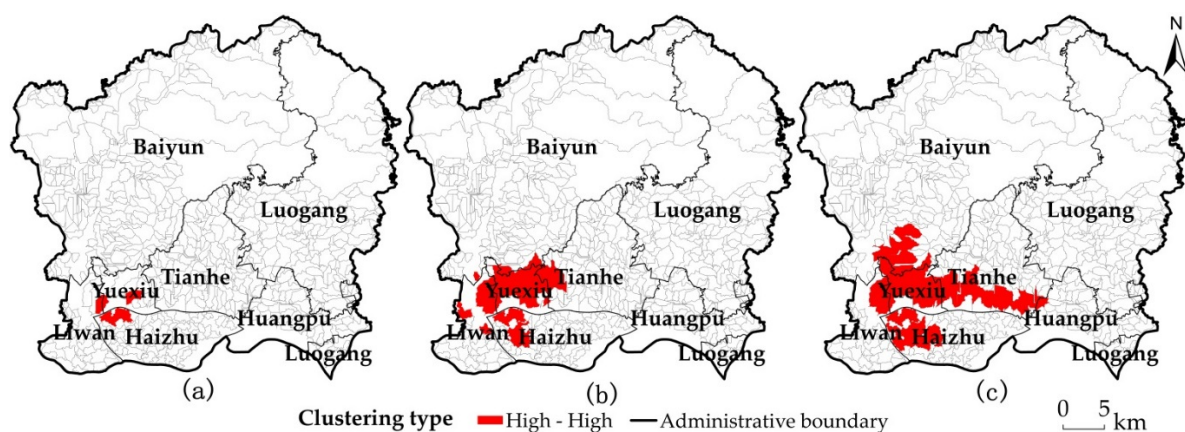 N
Baiyun
Luogang
Tianhe
Yuexiu
Liwan
Haizhu
Huangpu
Luogang
(a)
Baiyun
Luogang
Tianhe
Yuexiu
Liwan
Haizhu
Huangpu
Luogang
(b)
Baiyun
Luogang
Tianhe
Yuexiu
Liwan
Haizhu
Huangpu
Luogang
(c)
Clustering type High - High Administrative boundary
0 5
km